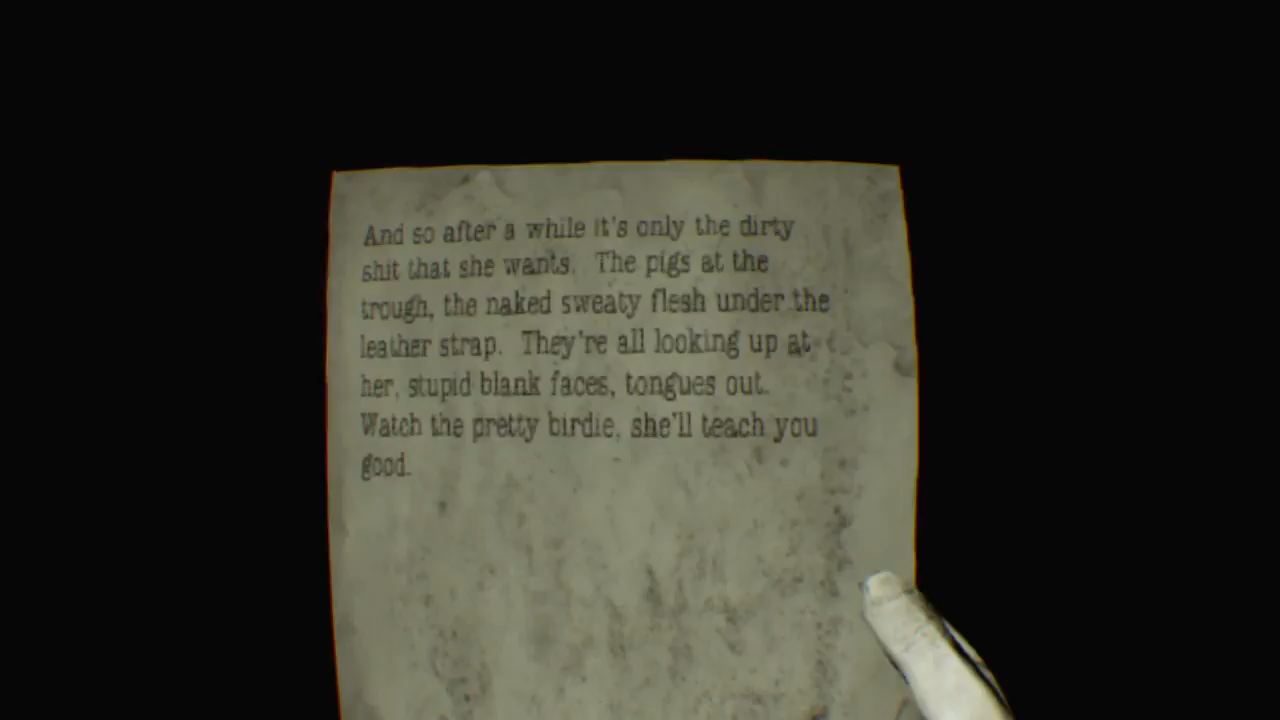 And so after a while it's only the dirty
shit that she wants. The pigs at the
trough, the naked sweaty flesh under the
leather strap. They're all looking up at
her, stupid blank faces, tongues out.
Watch the pretty birdie, she'll teach you
good.